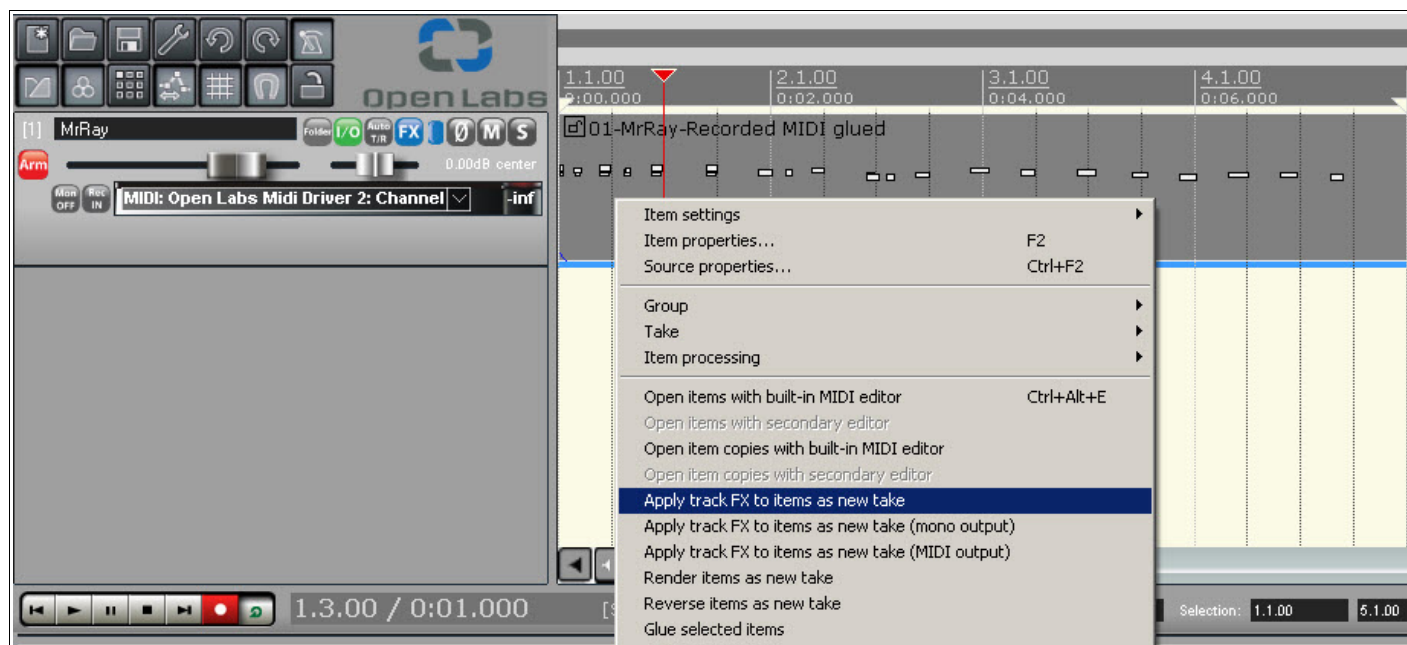 OpenLabs
1.1.00 2.1.00 3.1.00 4.1.00
0:00.000 0:02.000 0:04.000 0:06.000
[1] MrRay Folder I/O Auto T/R FX Ø M S
01-MrRay-Recorded MIDI glued
Arm 0.00dB center
Mon OFF Rec IN MIDI: Open Labs Midi Driver 2: Channel -inf
Item settings
Item properties... F2
Source properties... Ctrl+F2
Group
Take
Item processing
Open items with built-in MIDI editor Ctrl+Alt+E
Open items with secondary editor
Open item copies with built-in MIDI editor
Open item copies with secondary editor
Apply track FX to items as new take
Apply track FX to items as new take (mono output)
Apply track FX to items as new take (MIDI output)
Render items as new take
Reverse items as new take
Glue selected items
1.3.00 / 0:01.000 [S Selection: 1.1.00 5.1.00